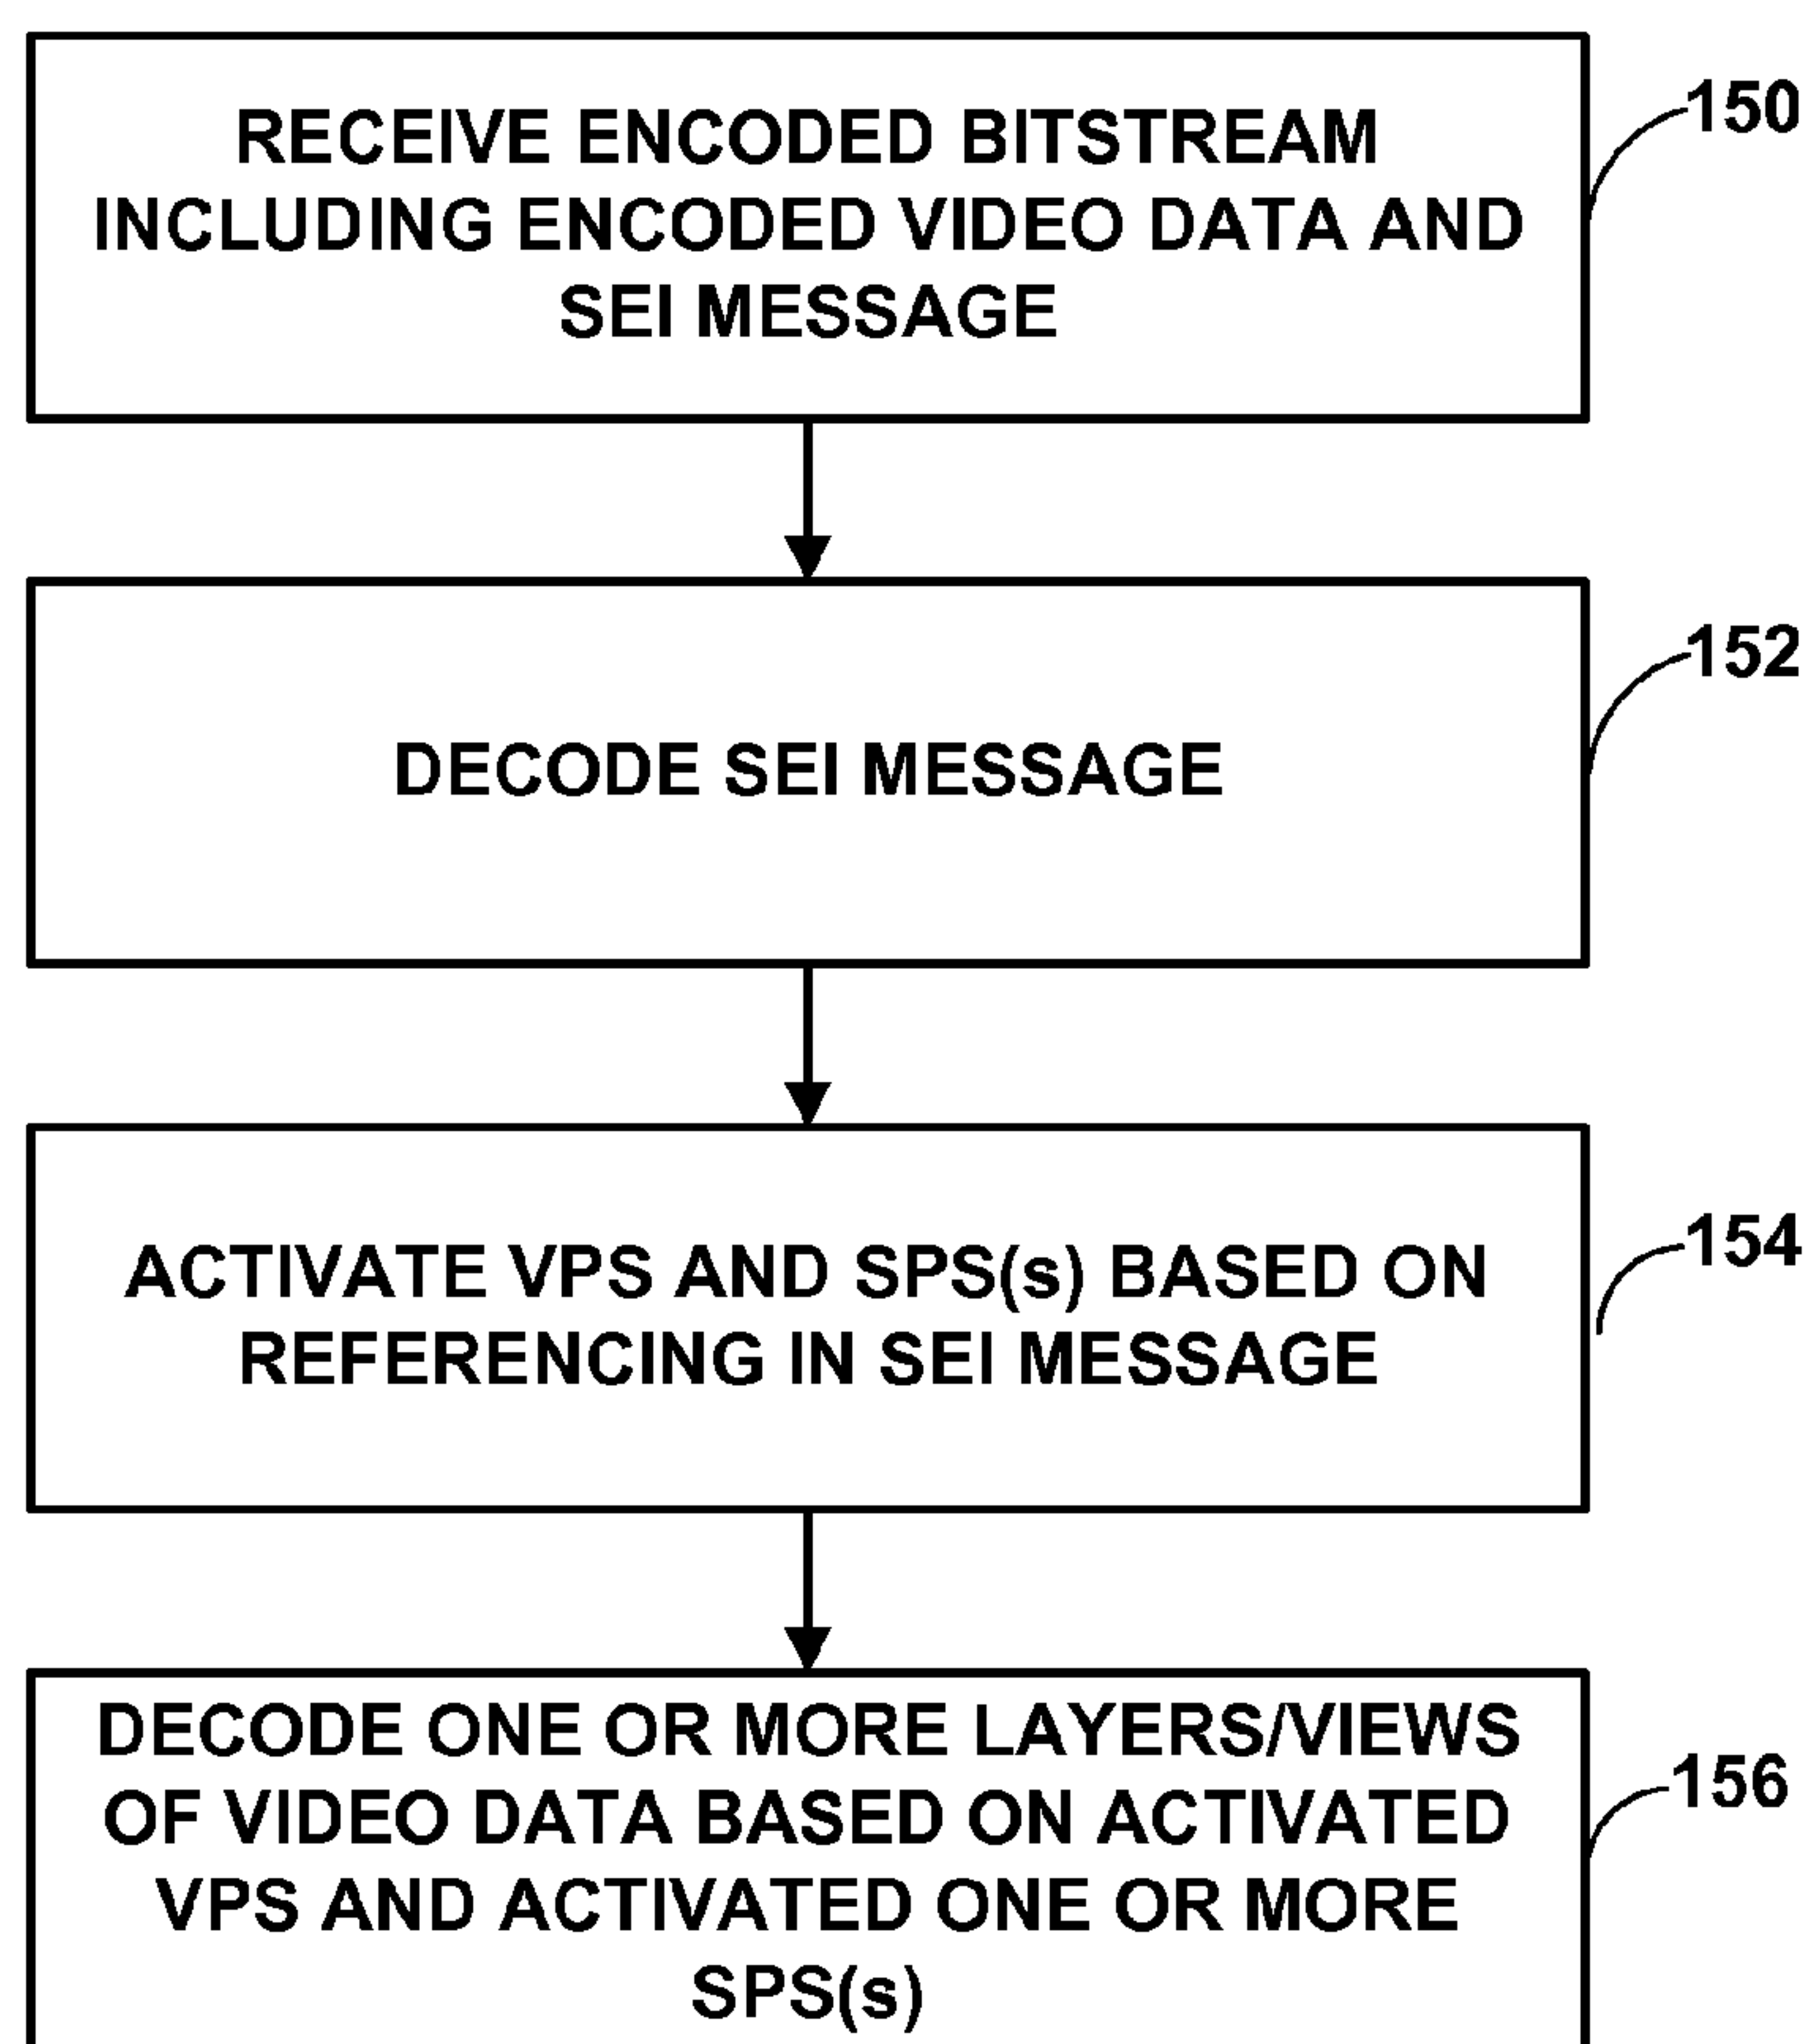 RECEIVE ENCODED BITSTREAM
INCLUDING ENCODED VIDEO DATA AND
SEI MESSAGE
150
DECODE SEI MESSAGE
152
ACTIVATE VPS AND SPS(s) BASED ON
REFERENCING IN SEI MESSAGE
154
DECODE ONE OR MORE LAYERS/VIEWS
OF VIDEO DATA BASED ON ACTIVATED
VPS AND ACTIVATED ONE OR MORE
SPS(s)
156